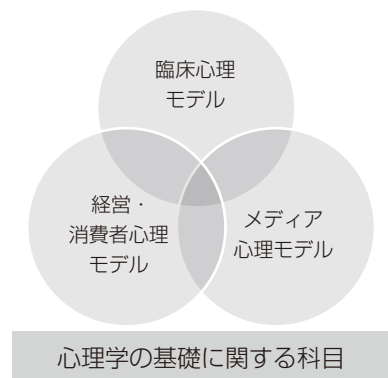 臨床心理
モデル
経営・
消費者心理
モデル
メディア
心理モデル
心理学の基礎に関する科目